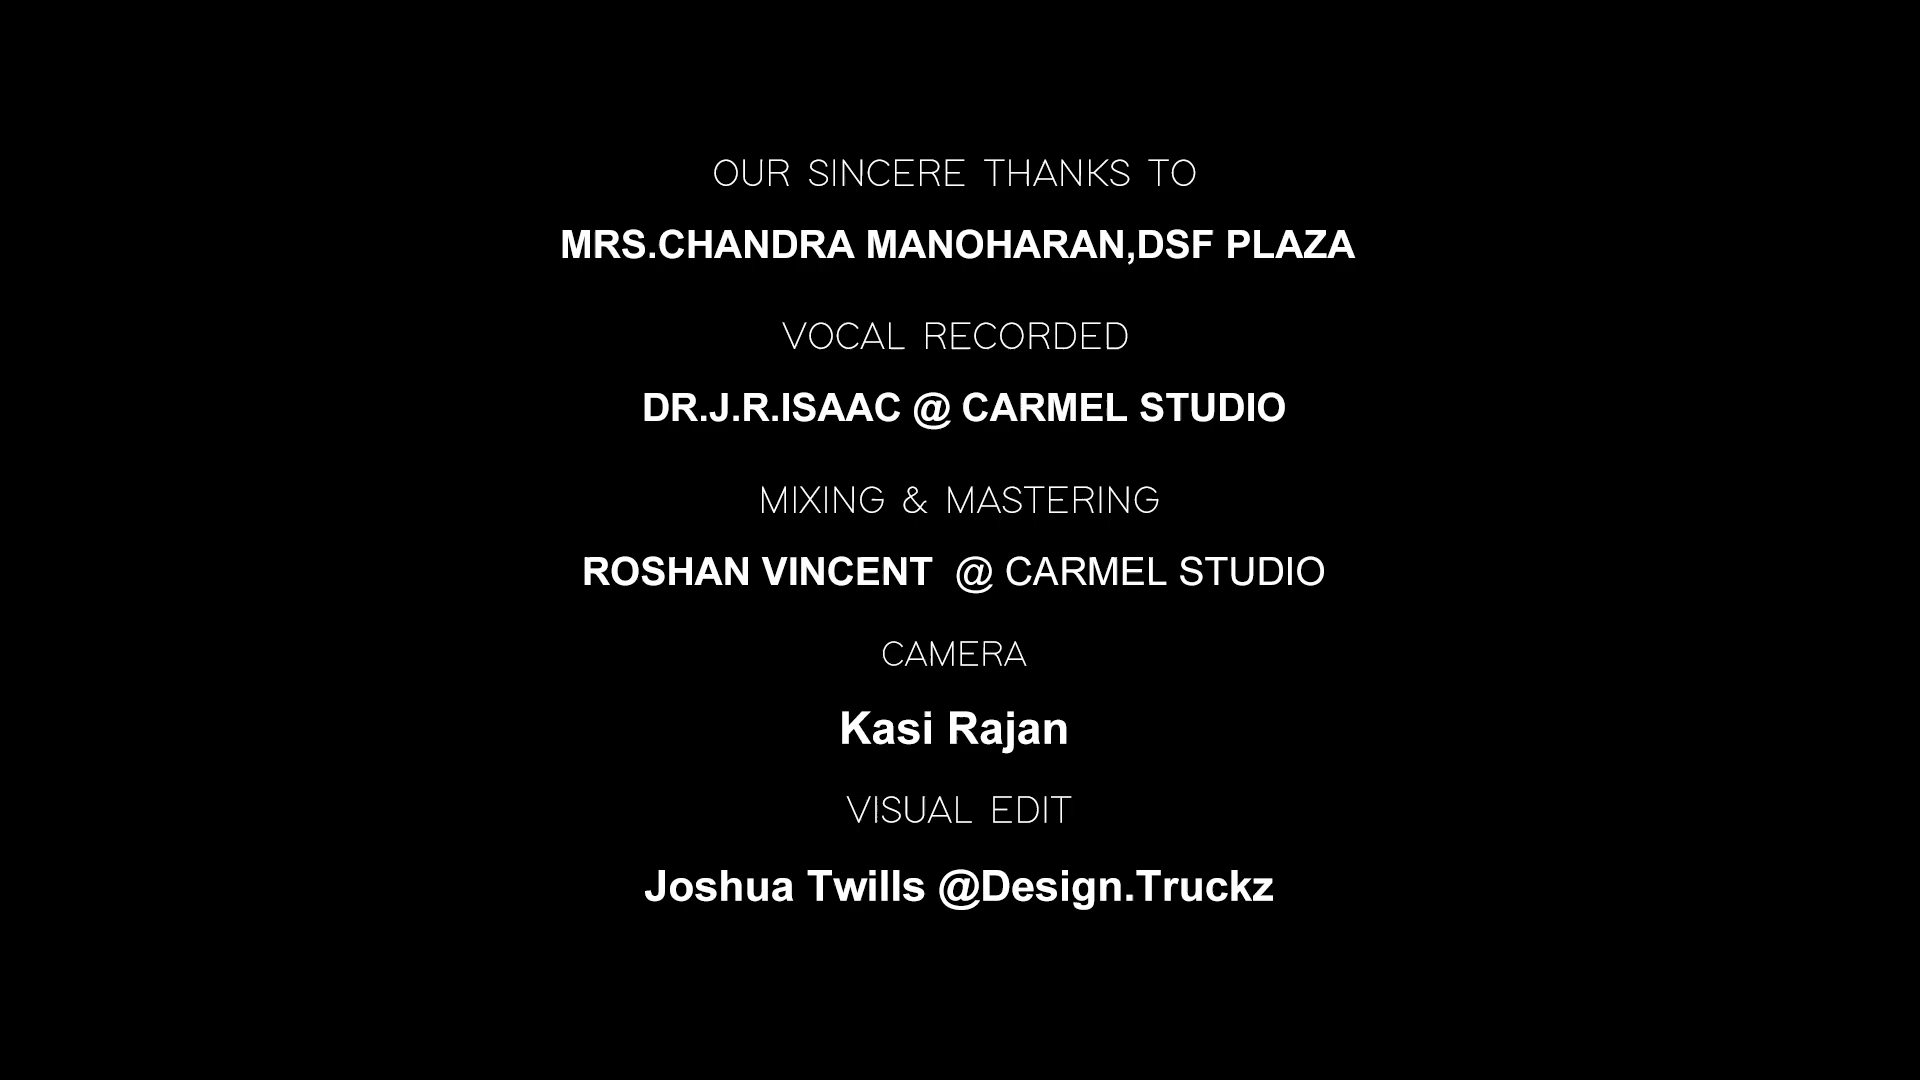 OUR SINCERE THANKS TO
MRS.CHANDRA MANOHARAN,DSF PLAZA
VOCAL RECORDED
DR.J.R.ISAAC @ CARMEL STUDIO
MIXING & MASTERING
ROSHAN VINCENT  @ CARMEL STUDIO
CAMERA
Kasi Rajan
VISUAL EDIT
Joshua Twills @Design.Truckz